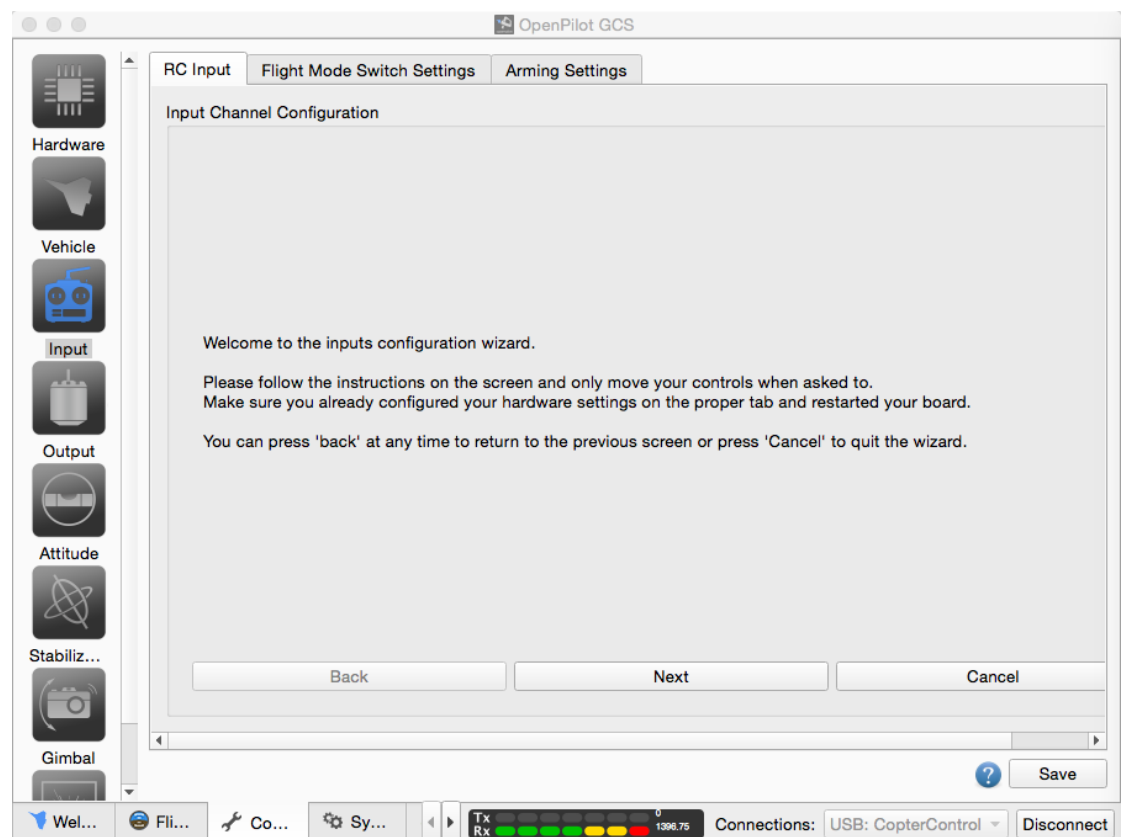 OpenPilot GCS
Hardware
Vehicle
Input
Output
Attitude
Stabiliz...
Gimbal
RC Input
Flight Mode Switch Settings
Arming Settings
Input Channel Configuration
Welcome to the inputs configuration wizard.
Please follow the instructions on the screen and only move your controls when asked to.
Make sure you already configured your hardware settings on the proper tab and restarted your board.
You can press 'back' at any time to return to the previous screen or press 'Cancel' to quit the wizard.
Back
Next
Cancel
?
Save
Wel...
Fli...
Co...
Sy...
Tx
0
Rx
1396.75
Connections:
USB: CopterControl
Disconnect